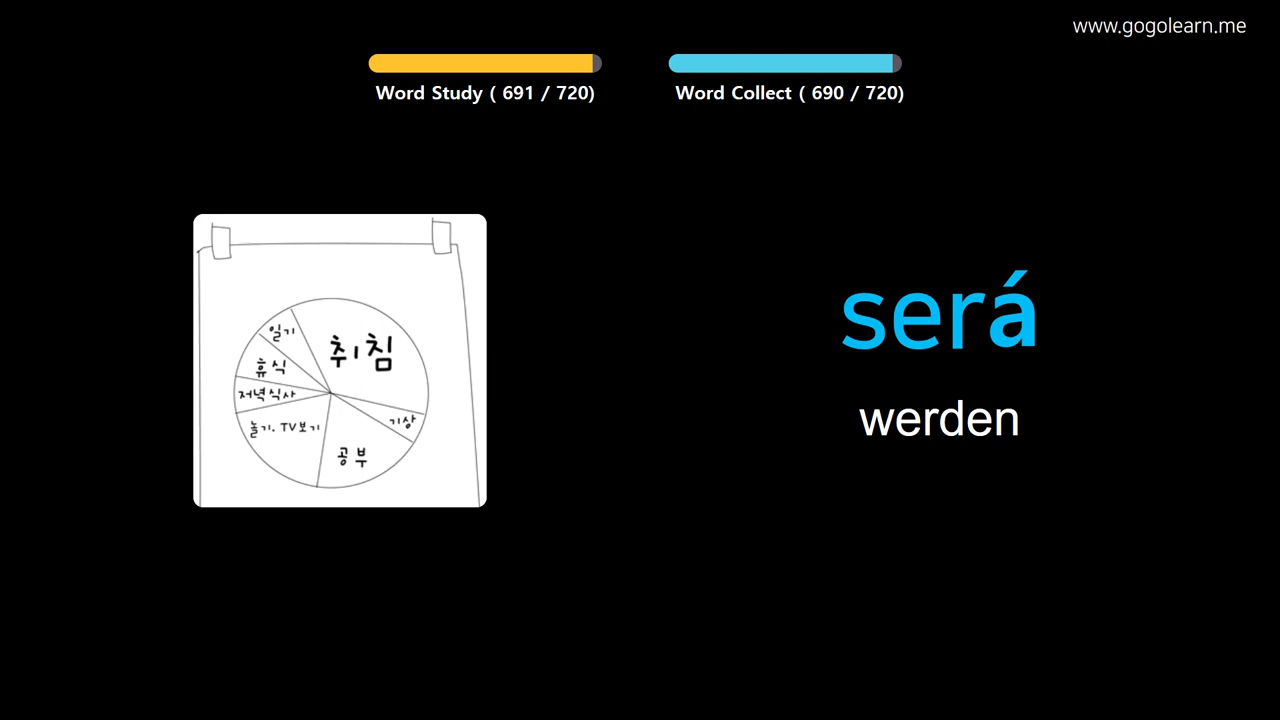 www.gogolearn.me
Word Study ( 691 / 720)
Word Collect ( 690 / 720)
일기
취침
휴식
저녁식사
기상
놀기. TV보기
공부
será
werden